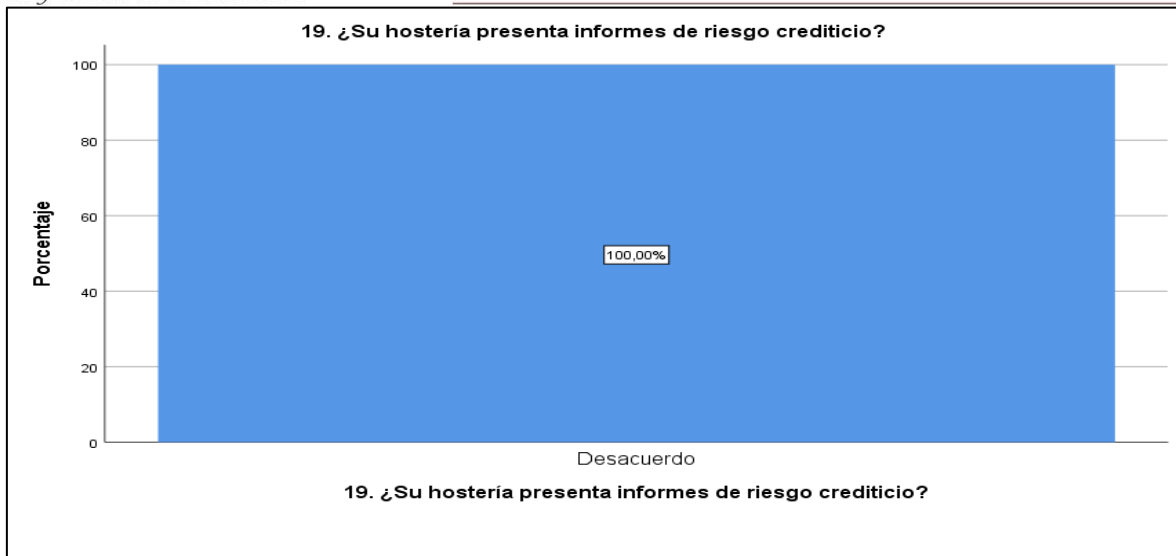 19. ¿Su hostería presenta informes de riesgo crediticio?
Porcentaje
100
80
60
40
20
0
100,00%
Desacuerdo
19. ¿Su hostería presenta informes de riesgo crediticio?